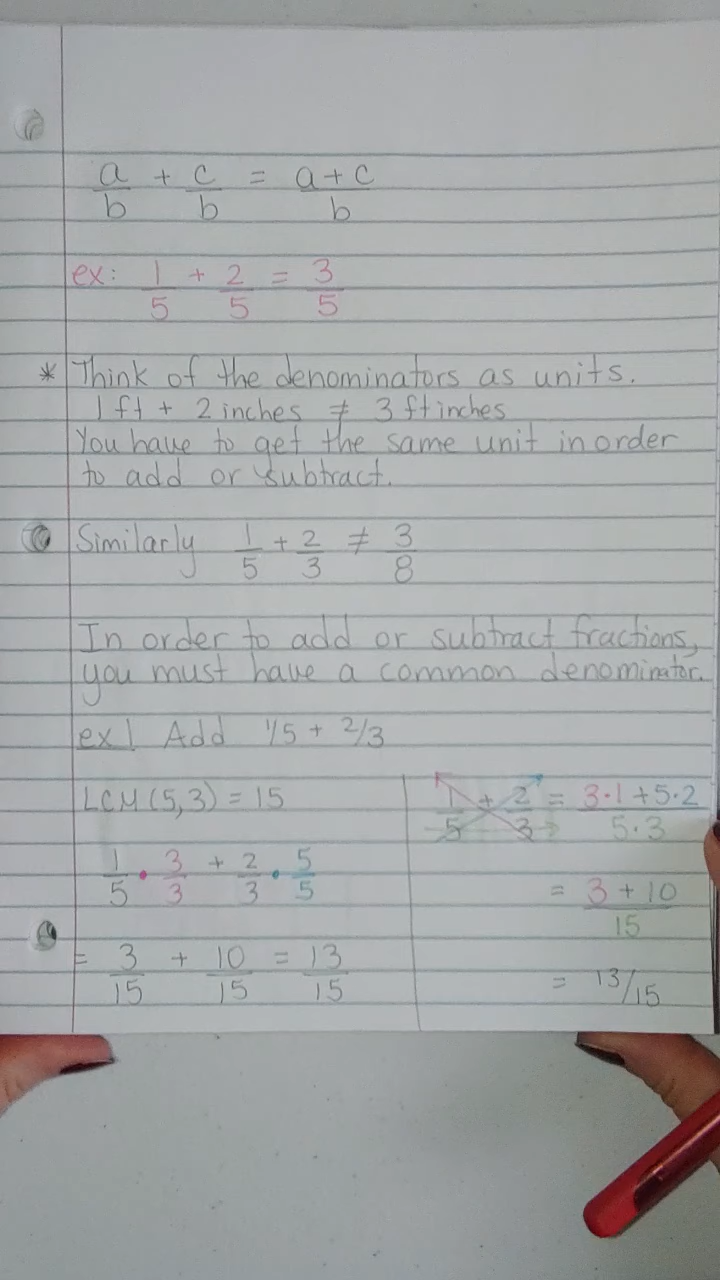 a/b + c/b = a+c/b
ex: 1/5 + 2/5 = 3/5
* Think of the denominators as units.
1 ft + 2 inches ≠ 3 ft inches
You have to get the same unit in order
to add or subtract.
Similarly 1/5 + 2/3 ≠ 3/8
In order to add or subtract fractions,
you must have a common denominator.
ex1 Add 1/5 + 2/3
LCM (5,3) = 15
1/5 • 3/3 + 2/3 • 5/5
= 3/15 + 10/15 = 13/15
1/5 + 2/3 = 3•1 + 5•2/5•3
= 3 + 10/15
= 13/15